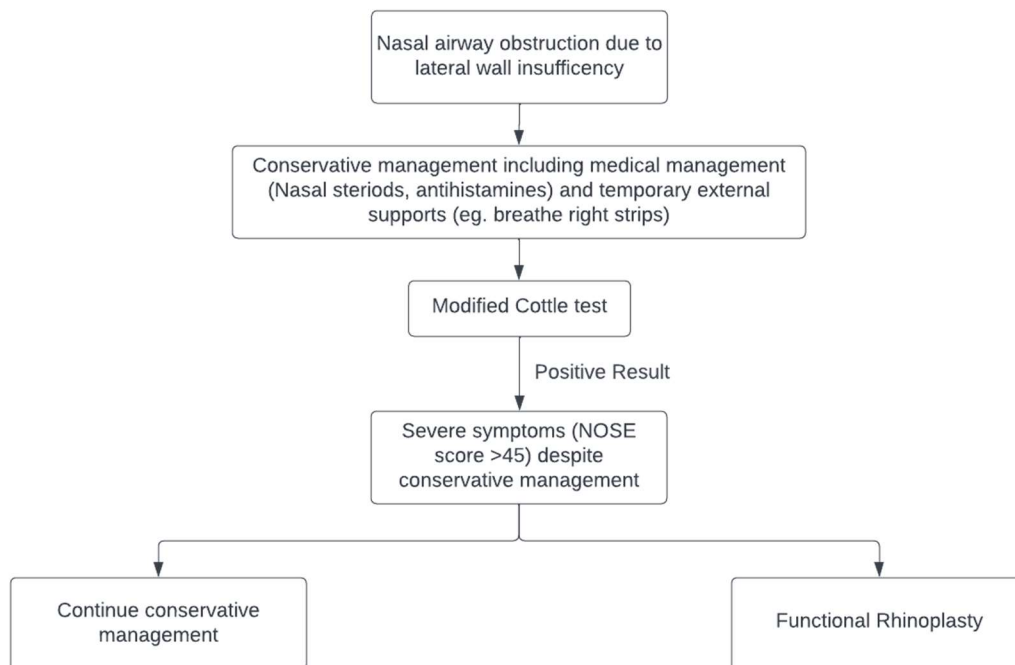 Nasal airway obstruction due to
lateral wall insufficency
Conservative management including medical management
(Nasal steriods, antihistamines) and temporary external
supports (eg. breathe right strips)
Modified Cottle test
Positive Result
Severe symptoms (NOSE
score >45) despite
conservative management
Continue conservative
management
Functional Rhinoplasty